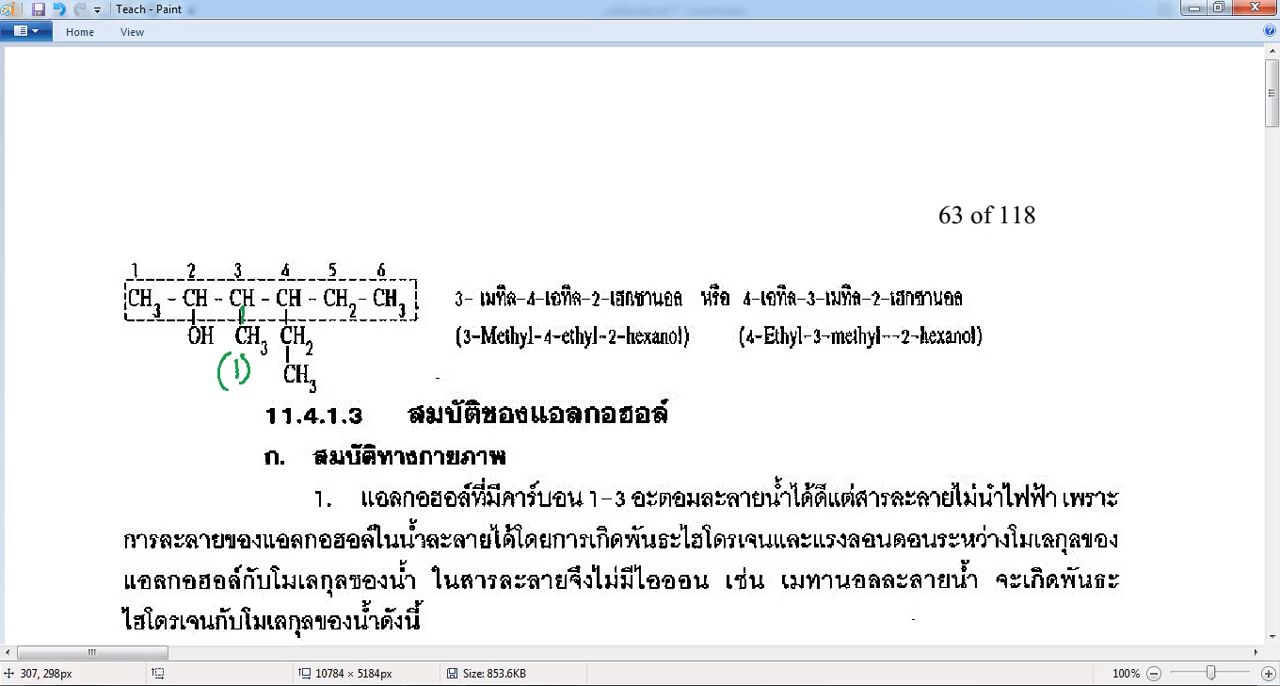 Teach - Paint
Home View
63 of 118
1 2 3 4 5 6
CH3 - CH - CH - CH - CH2 - CH3
OH CH3 CH2
(1) CH3
3- เมทิล-4-เอทิล-2-เฮกซานอล หรือ 4-เอทิล-3-เมทิล-2-เฮกซานอล
(3-Methyl-4-ethyl-2-hexanol) (4-Ethyl-3-methyl--2-hexanol)
11.4.1.3 สมบัติของแอลกอฮอล์
ก. สมบัติทางกายภาพ
1. แอลกอฮอล์ที่มีคาร์บอน 1-3 อะตอมละลายน้ำได้ดีแต่สารละลายไม่นำไฟฟ้า เพราะ
การละลายของแอลกอฮอล์ในน้ำละลายได้โดยการเกิดพันธะไฮโดรเจนและแรงลอนดอนระหว่างโมเลกุลของ
แอลกอฮอล์กับโมเลกุลของน้ำ ในสารละลายจึงไม่มีไอออน เช่น เมทานอลละลายน้ำ จะเกิดพันธะ
ไฮโดรเจนกับโมเลกุลของน้ำดังนี้
307, 298px 10784 × 5184px Size: 853.6KB 100%